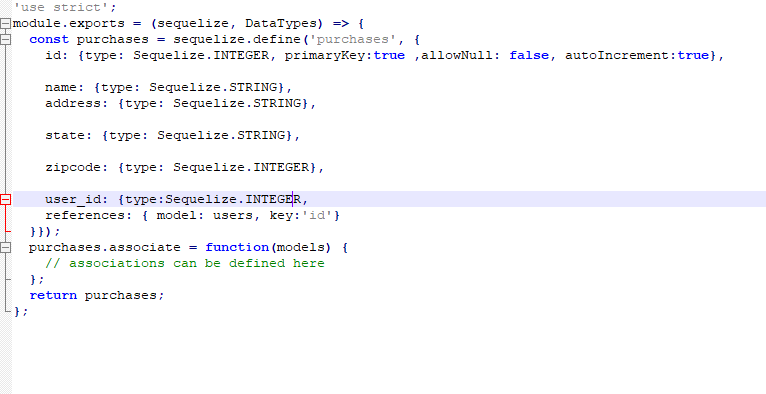 'use strict';
module.exports = (sequelize, DataTypes) => {
  const purchases = sequelize.define('purchases', {
    id: {type: Sequelize.INTEGER, primaryKey:true ,allowNull: false, autoIncrement:true},
    name: {type: Sequelize.STRING},
    address: {type: Sequelize.STRING},
    state: {type: Sequelize.STRING},
    zipcode: {type: Sequelize.INTEGER},
    user_id: {type:Sequelize.INTEGER,
    references: { model: users, key:'id'}
  }});
  purchases.associate = function(models) {
    // associations can be defined here
  };
  return purchases;
};